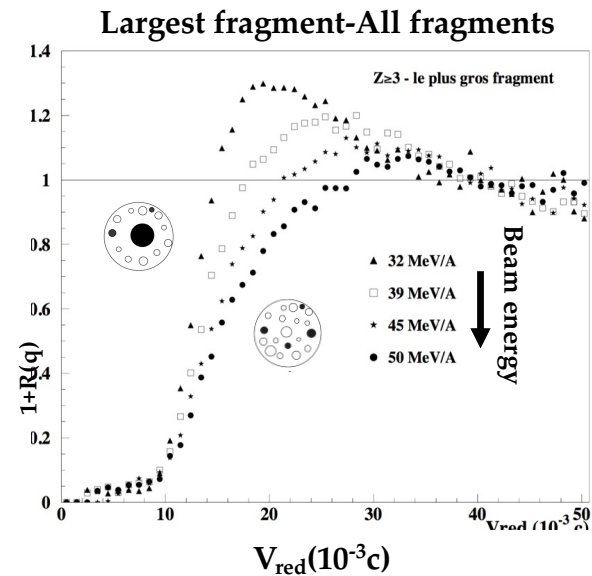 Largest fragment-All fragments
1.4
Z≥3 - le plus gros fragment
1.2
1
0.8
32 MeV/A
39 MeV/A
45 MeV/A
50 MeV/A
Beam energy
0.6
0.4
0.2
0
1+R(q)
0 10 20 30 40 50
Vred (10-3 c)
Vred(10-3c)